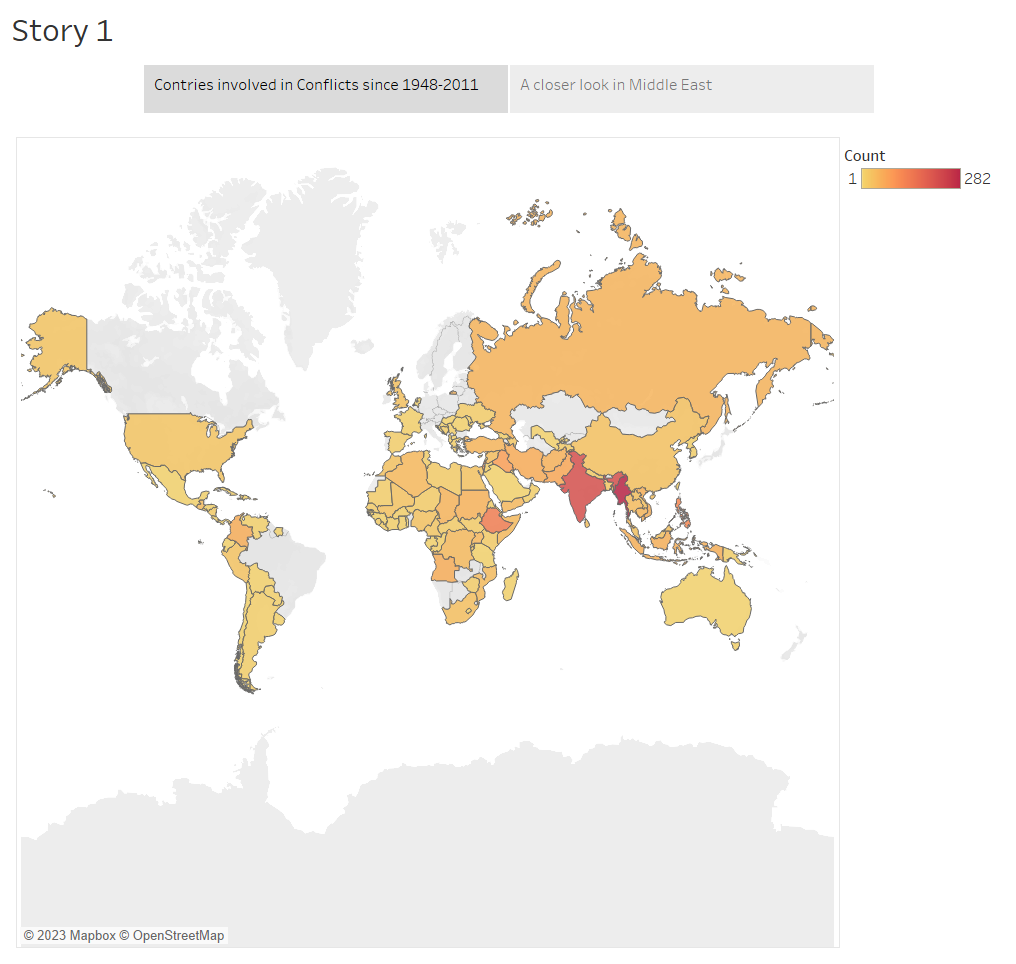 Story 1
Contries involved in Conflicts since 1948-2011
A closer look in Middle East
Count
1
282
© 2023 Mapbox © OpenStreetMap